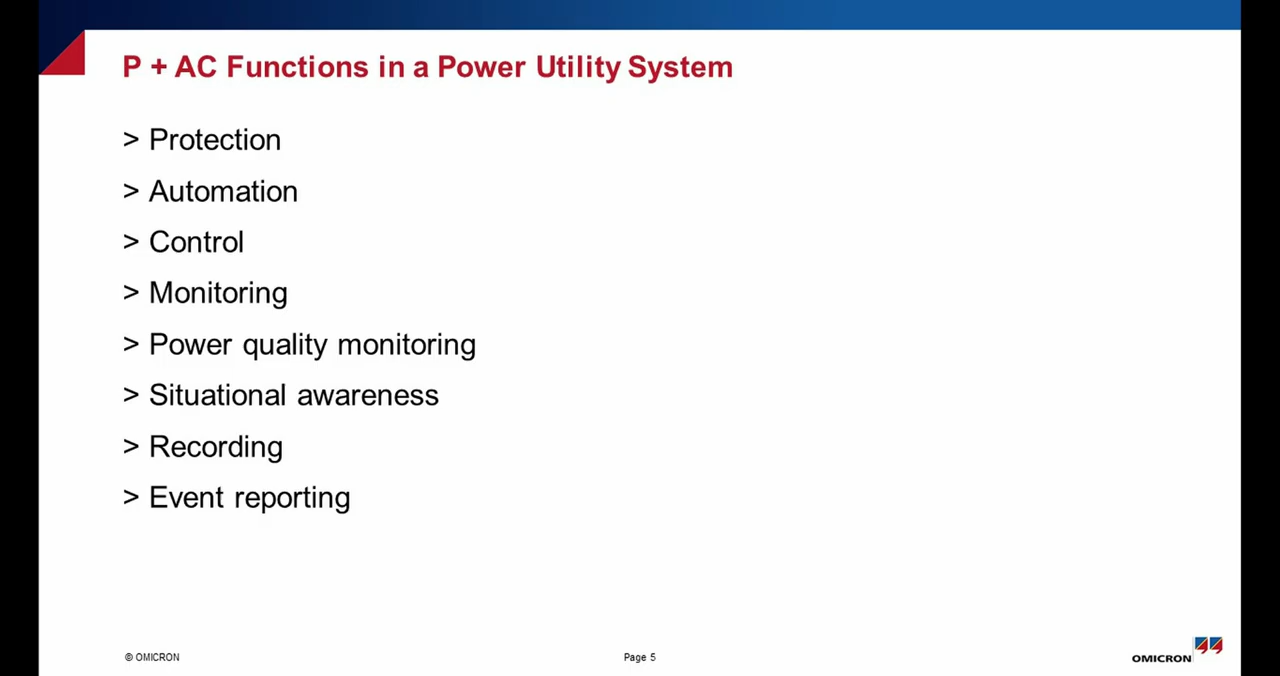 P + AC Functions in a Power Utility System
> Protection
> Automation
> Control
> Monitoring
> Power quality monitoring
> Situational awareness
> Recording
> Event reporting
© OMICRON
Page 5
OMICRON